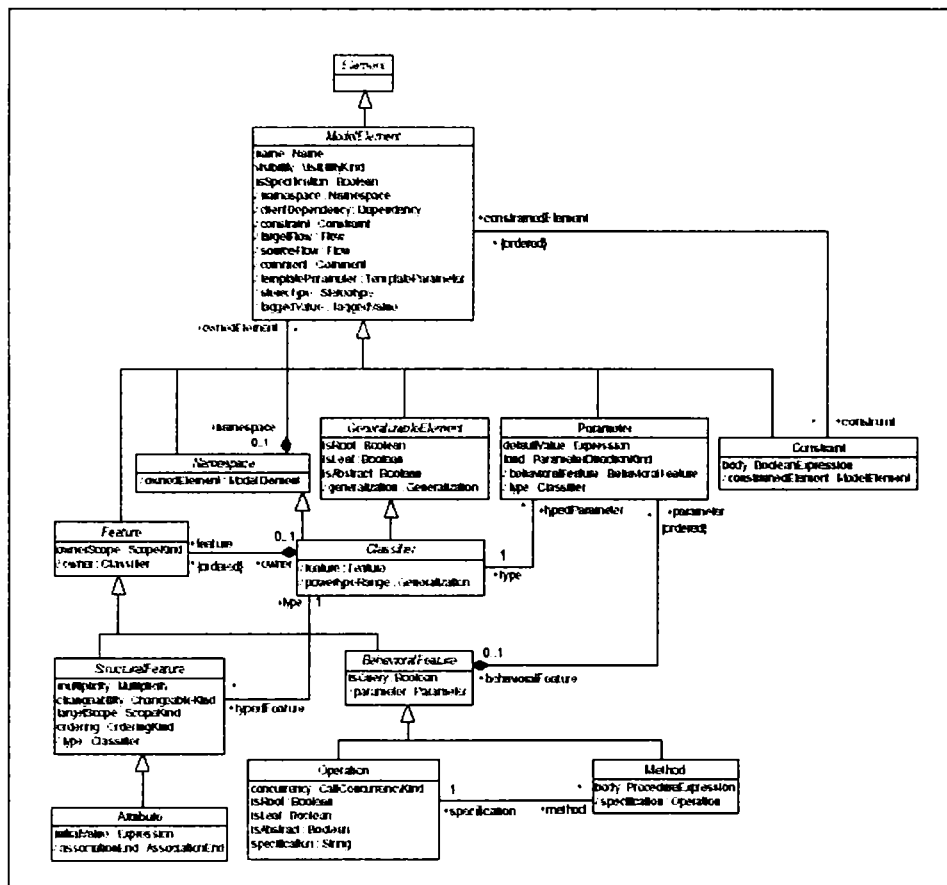 Element
ModelElement
name : Name
visibility : VisibilityKind
isSpecification : Boolean
/ namespace : Namespace
/ clientDependency : Dependency
/ constraint : Constraint
/ targetFlow : Flow
/ sourceFlow : Flow
/ comment : Comment
/ templateParameter : TemplateParameter
/ stereotype : Stereotype
/ taggedValue : TaggedValue
+constrainedElement
* {ordered}
+ownedElement *
+namespace
0..1
Namespace
/ ownedElement : ModelElement
GeneralizableElement
isRoot : Boolean
isLeaf : Boolean
isAbstract : Boolean
/ generalization : Generalization
Parameter
defaultValue : Expression
kind : ParameterDirectionKind
/ behavioralFeature : BehavioralFeature
/ type : Classifier
* +constraint
Constraint
body : BooleanExpression
/ constrainedElement : ModelElement
Feature
ownerScope : ScopeKind
/ owner : Classifier
+feature
* {ordered}
0..1
+owner
Classifier
/ feature : Feature
/ powertypeRange : Generalization
* +typedParameter
1
+type
* +parameter
{ordered}
+type 1
StructuralFeature
multiplicity : Multiplicity
changeability : ChangeableKind
targetScope : ScopeKind
ordering : OrderingKind
/ type : Classifier
*
+typedFeature
BehavioralFeature
isQuery : Boolean
/ parameter : Parameter
0..1
+behavioralFeature
Attribute
initialValue : Expression
/ associationEnd : AssociationEnd
Operation
concurrency : CallConcurrencyKind
isRoot : Boolean
isLeaf : Boolean
isAbstract : Boolean
specification : String
1
+specification
*
+method
Method
body : ProcedureExpression
/ specification : Operation